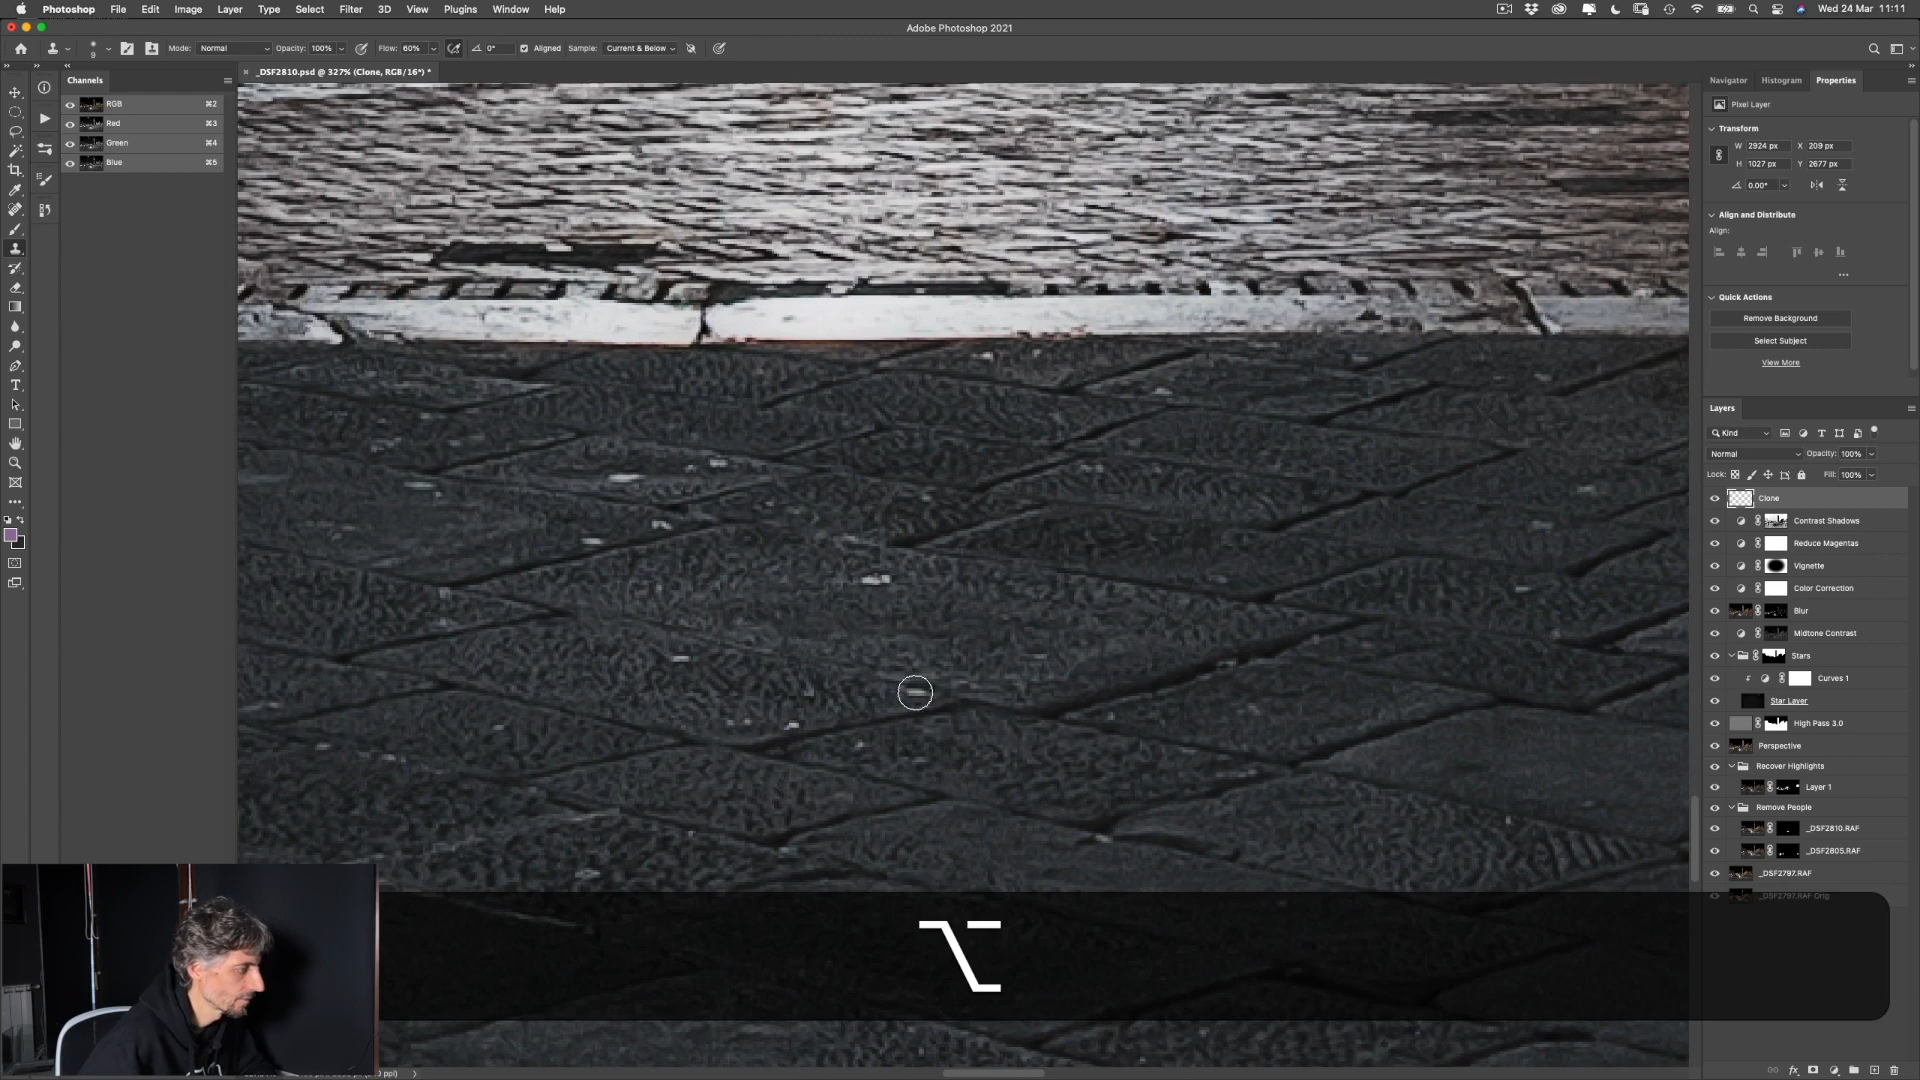 Photoshop File Edit Image Layer Type Select Filter 3D View Plugins Window Help
Wed 24 Mar 11:11
Adobe Photoshop 2021
9
Mode: Normal Opacity: 100% Flow: 60% 0° Aligned Sample: Current & Below
_DSF2810.psd @ 327% (Clone, RGB/16*) *
Channels
RGB ⌘2
Red ⌘3
Green ⌘4
Blue ⌘5
Navigator Histogram Properties
Pixel Layer
Transform
W 2924 px X 209 px
H 1027 px Y 2677 px
0.00°
Align and Distribute
Align:
Quick Actions
Remove Background
Select Subject
View More
Layers
Kind
Normal Opacity: 100%
Lock: Fill: 100%
Clone
Contrast Shadows
Reduce Magentas
Vignette
Color Correction
Blur
Midtone Contrast
Stars
Curves 1
Star Layer
High Pass 3.0
Perspective
Recover Highlights
Layer 1
Remove People
_DSF2810.RAF
_DSF2805.RAF
_DSF2797.RAF
_DSF2797.RAF Orig
⌥